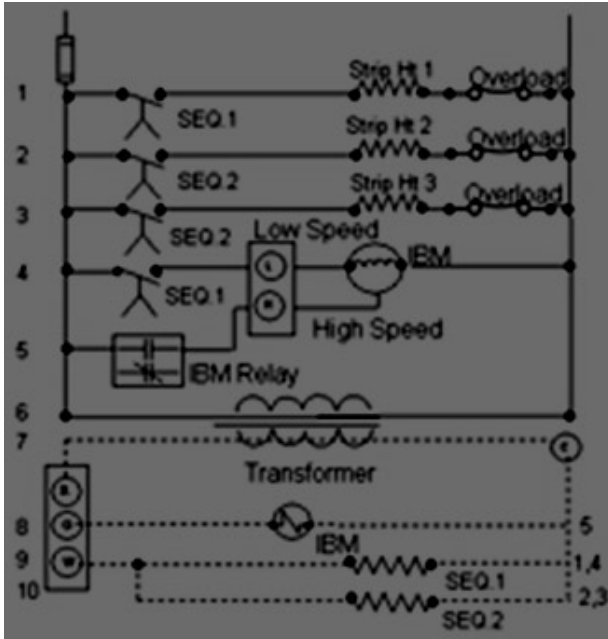 1
Strip Ht 1
Overload
SEQ.1
2
Strip Ht 2
Overload
SEQ.2
3
Strip Ht 3
Overload
SEQ.2
Low Speed
4
L
IBM
SEQ.1
H
High Speed
5
IBM Relay
6
7
C
Transformer
R
8
G
IBM
5
9
W
SEQ.1
1,4
10
SEQ.2
2,3